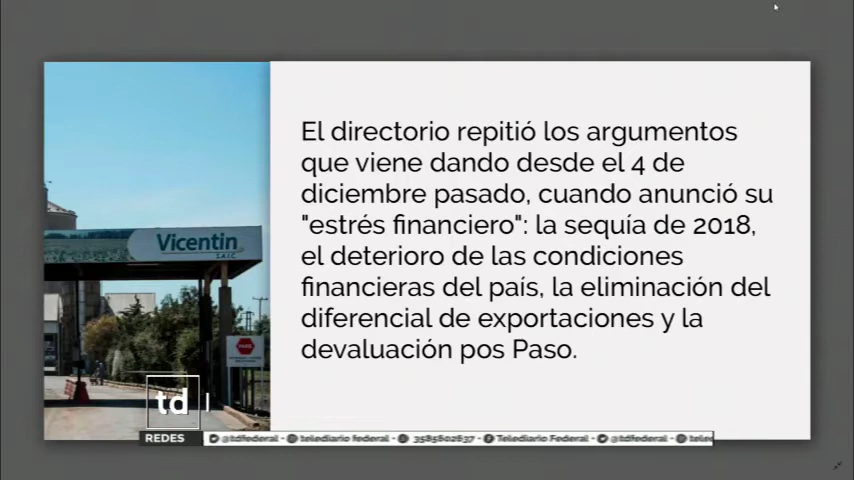 El directorio repitió los argumentos
que viene dando desde el 4 de
diciembre pasado, cuando anunció su
"estrés financiero": la sequía de 2018,
el deterioro de las condiciones
financieras del país, la eliminación del
diferencial de exportaciones y la
devaluación pos Paso.
Vicentin
S.A.I.C.
PARE
td
REDES
@tdfederal - telediario federal - 3585602637 - Telediario Federal - @tdfederal - teled